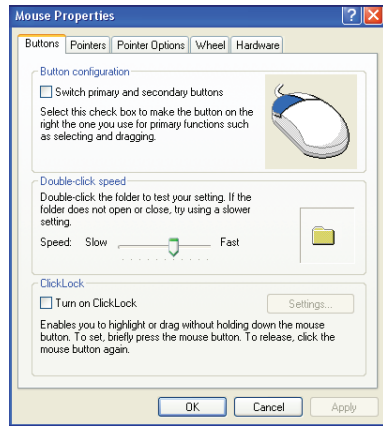 Mouse Properties
Buttons Pointers Pointer Options Wheel Hardware
Button configuration
Switch primary and secondary buttons
Select this check box to make the button on the
right the one you use for primary functions such
as selecting and dragging.
Double-click speed
Double-click the folder to test your setting. If the
folder does not open or close, try using a slower
setting.
Speed: Slow Fast
ClickLock
Turn on ClickLock Settings...
Enables you to highlight or drag without holding down the mouse
button. To set, briefly press the mouse button. To release, click the
mouse button again.
OK Cancel Apply